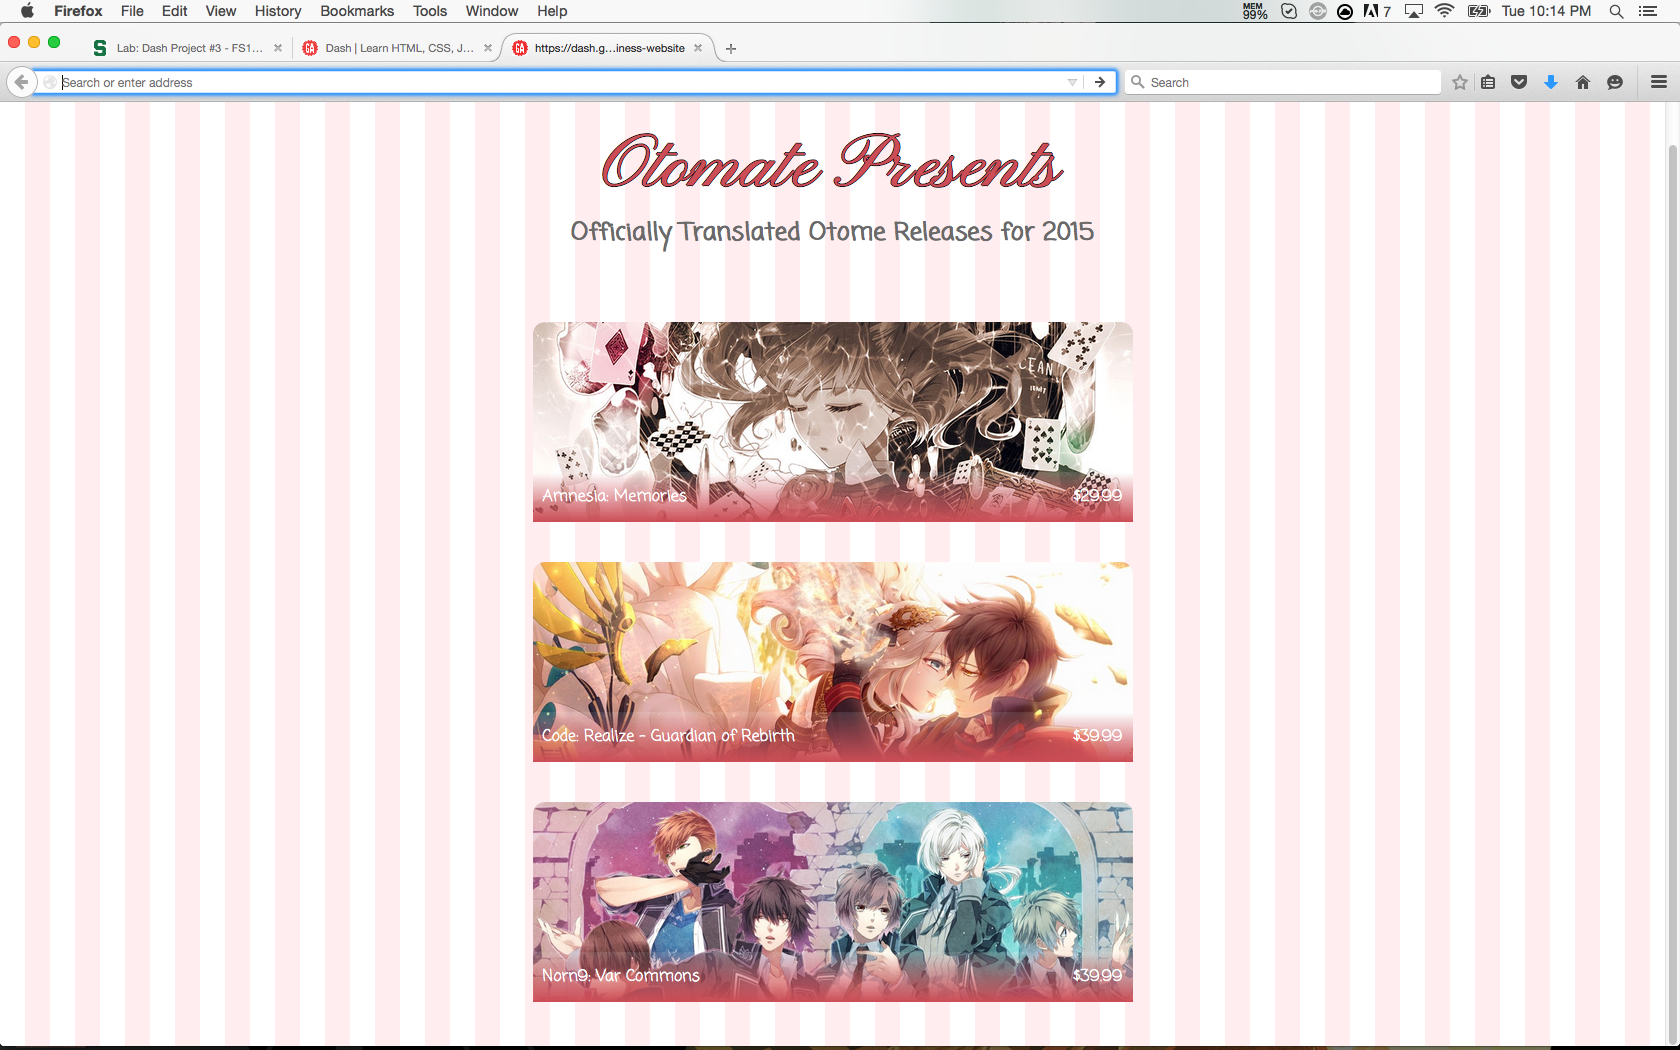 Firefox File Edit View History Bookmarks Tools Window Help
MEM
99%
7
Tue 10:14 PM
S Lab: Dash Project #3 - FS1...
GA Dash | Learn HTML, CSS, J...
GA https://dash.g...iness-website
Search or enter address
Search
Otomate Presents
Officially Translated Otome Releases for 2015
CEAN
Amnesia: Memories $29.99
Code: Realize - Guardian of Rebirth $39.99
Norn9: Var Commons $39.99